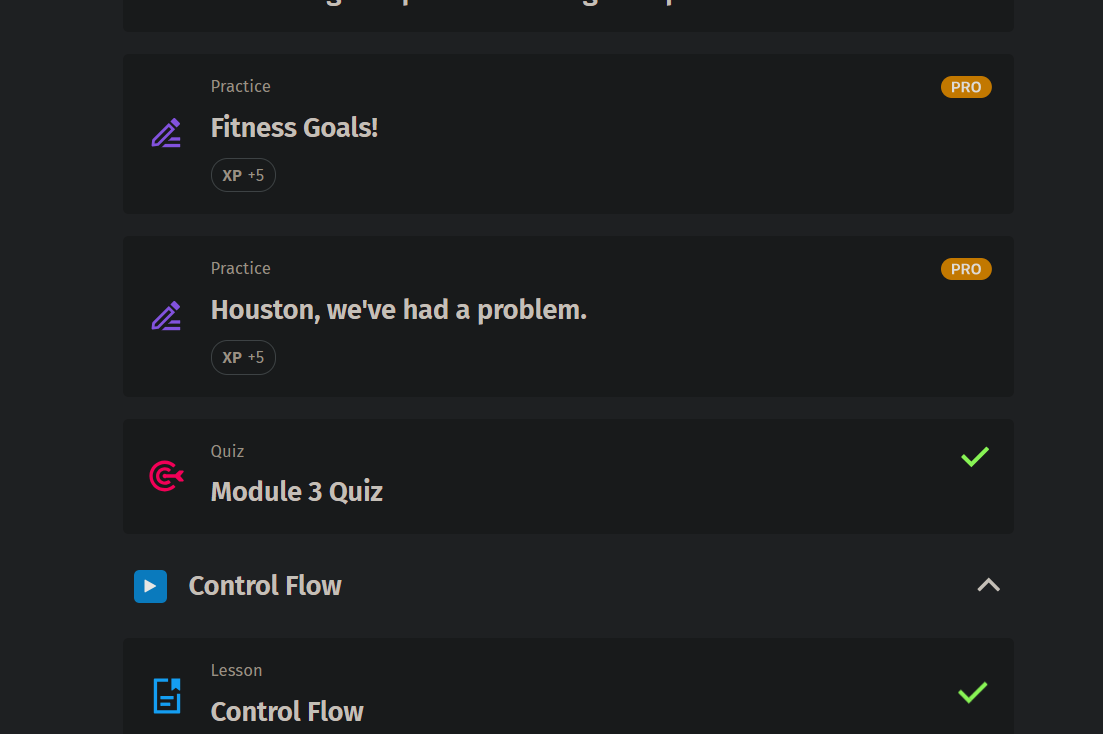 Practice
PRO
Fitness Goals!
XP +5
Practice
PRO
Houston, we've had a problem.
XP +5
Quiz
Module 3 Quiz
Control Flow
Lesson
Control Flow